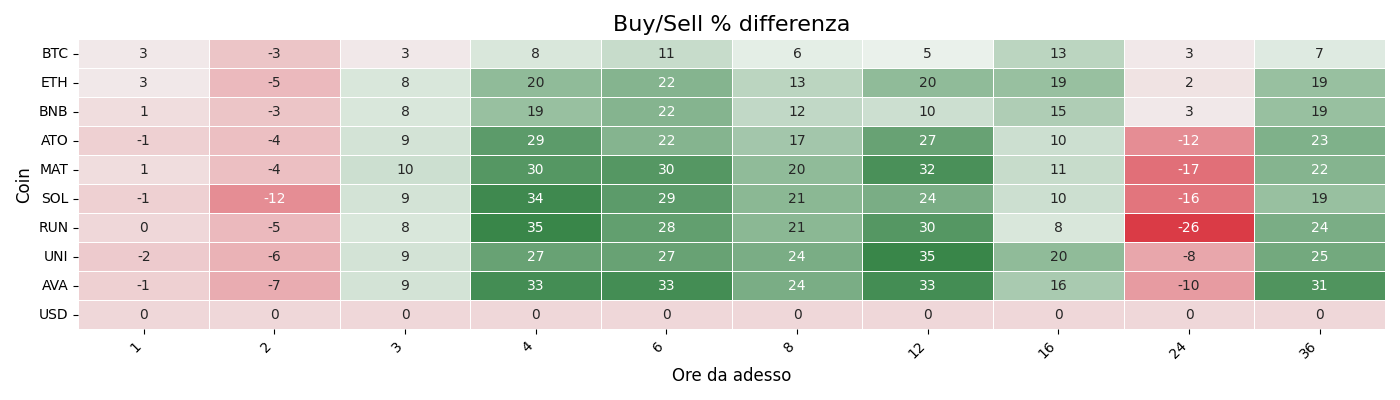 Buy/Sell % differenza
BTC 3 -3 3 8 11 6 5 13 3 7
ETH 3 -5 8 20 22 13 20 19 2 19
BNB 1 -3 8 19 22 12 10 15 3 19
ATO -1 -4 9 29 22 17 27 10 -12 23
MAT 1 -4 10 30 30 20 32 11 -17 22
SOL -1 -12 9 34 29 21 24 10 -16 19
RUN 0 -5 8 35 28 21 30 8 -26 24
UNI -2 -6 9 27 27 24 35 20 -8 25
AVA -1 -7 9 33 33 24 33 16 -10 31
USD 0 0 0 0 0 0 0 0 0 0
1 2 3 4 6 8 12 16 24 36
Coin
Ore da adesso